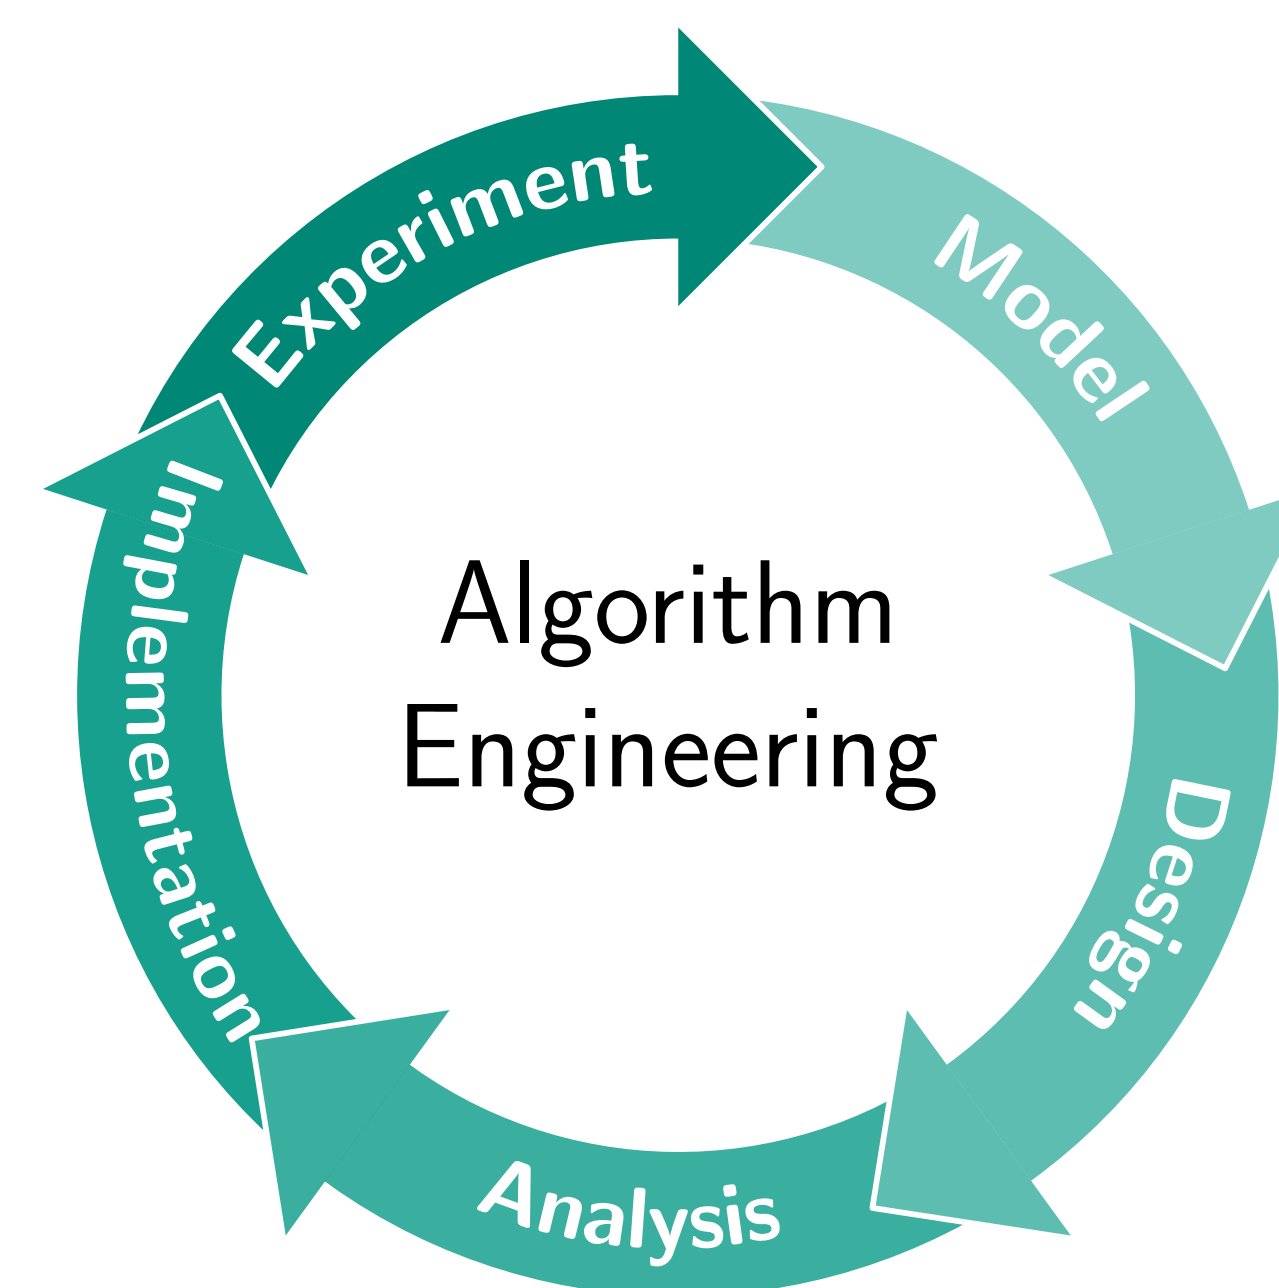 Experiment
Model
Design
Analysis
Implementation
Algorithm
Engineering